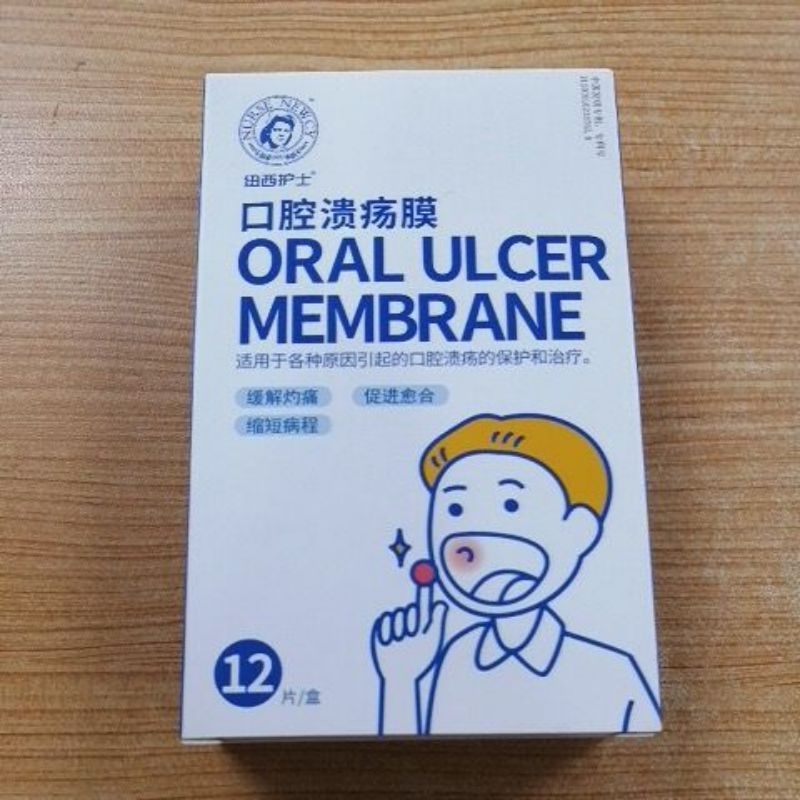 NURSE NEWCY
纽西护士
口腔溃疡膜
ORAL ULCER
MEMBRANE
适用于各种原因引起的口腔溃疡的保护和治疗。
缓解灼痛 促进愈合
缩短病程
12片/盒